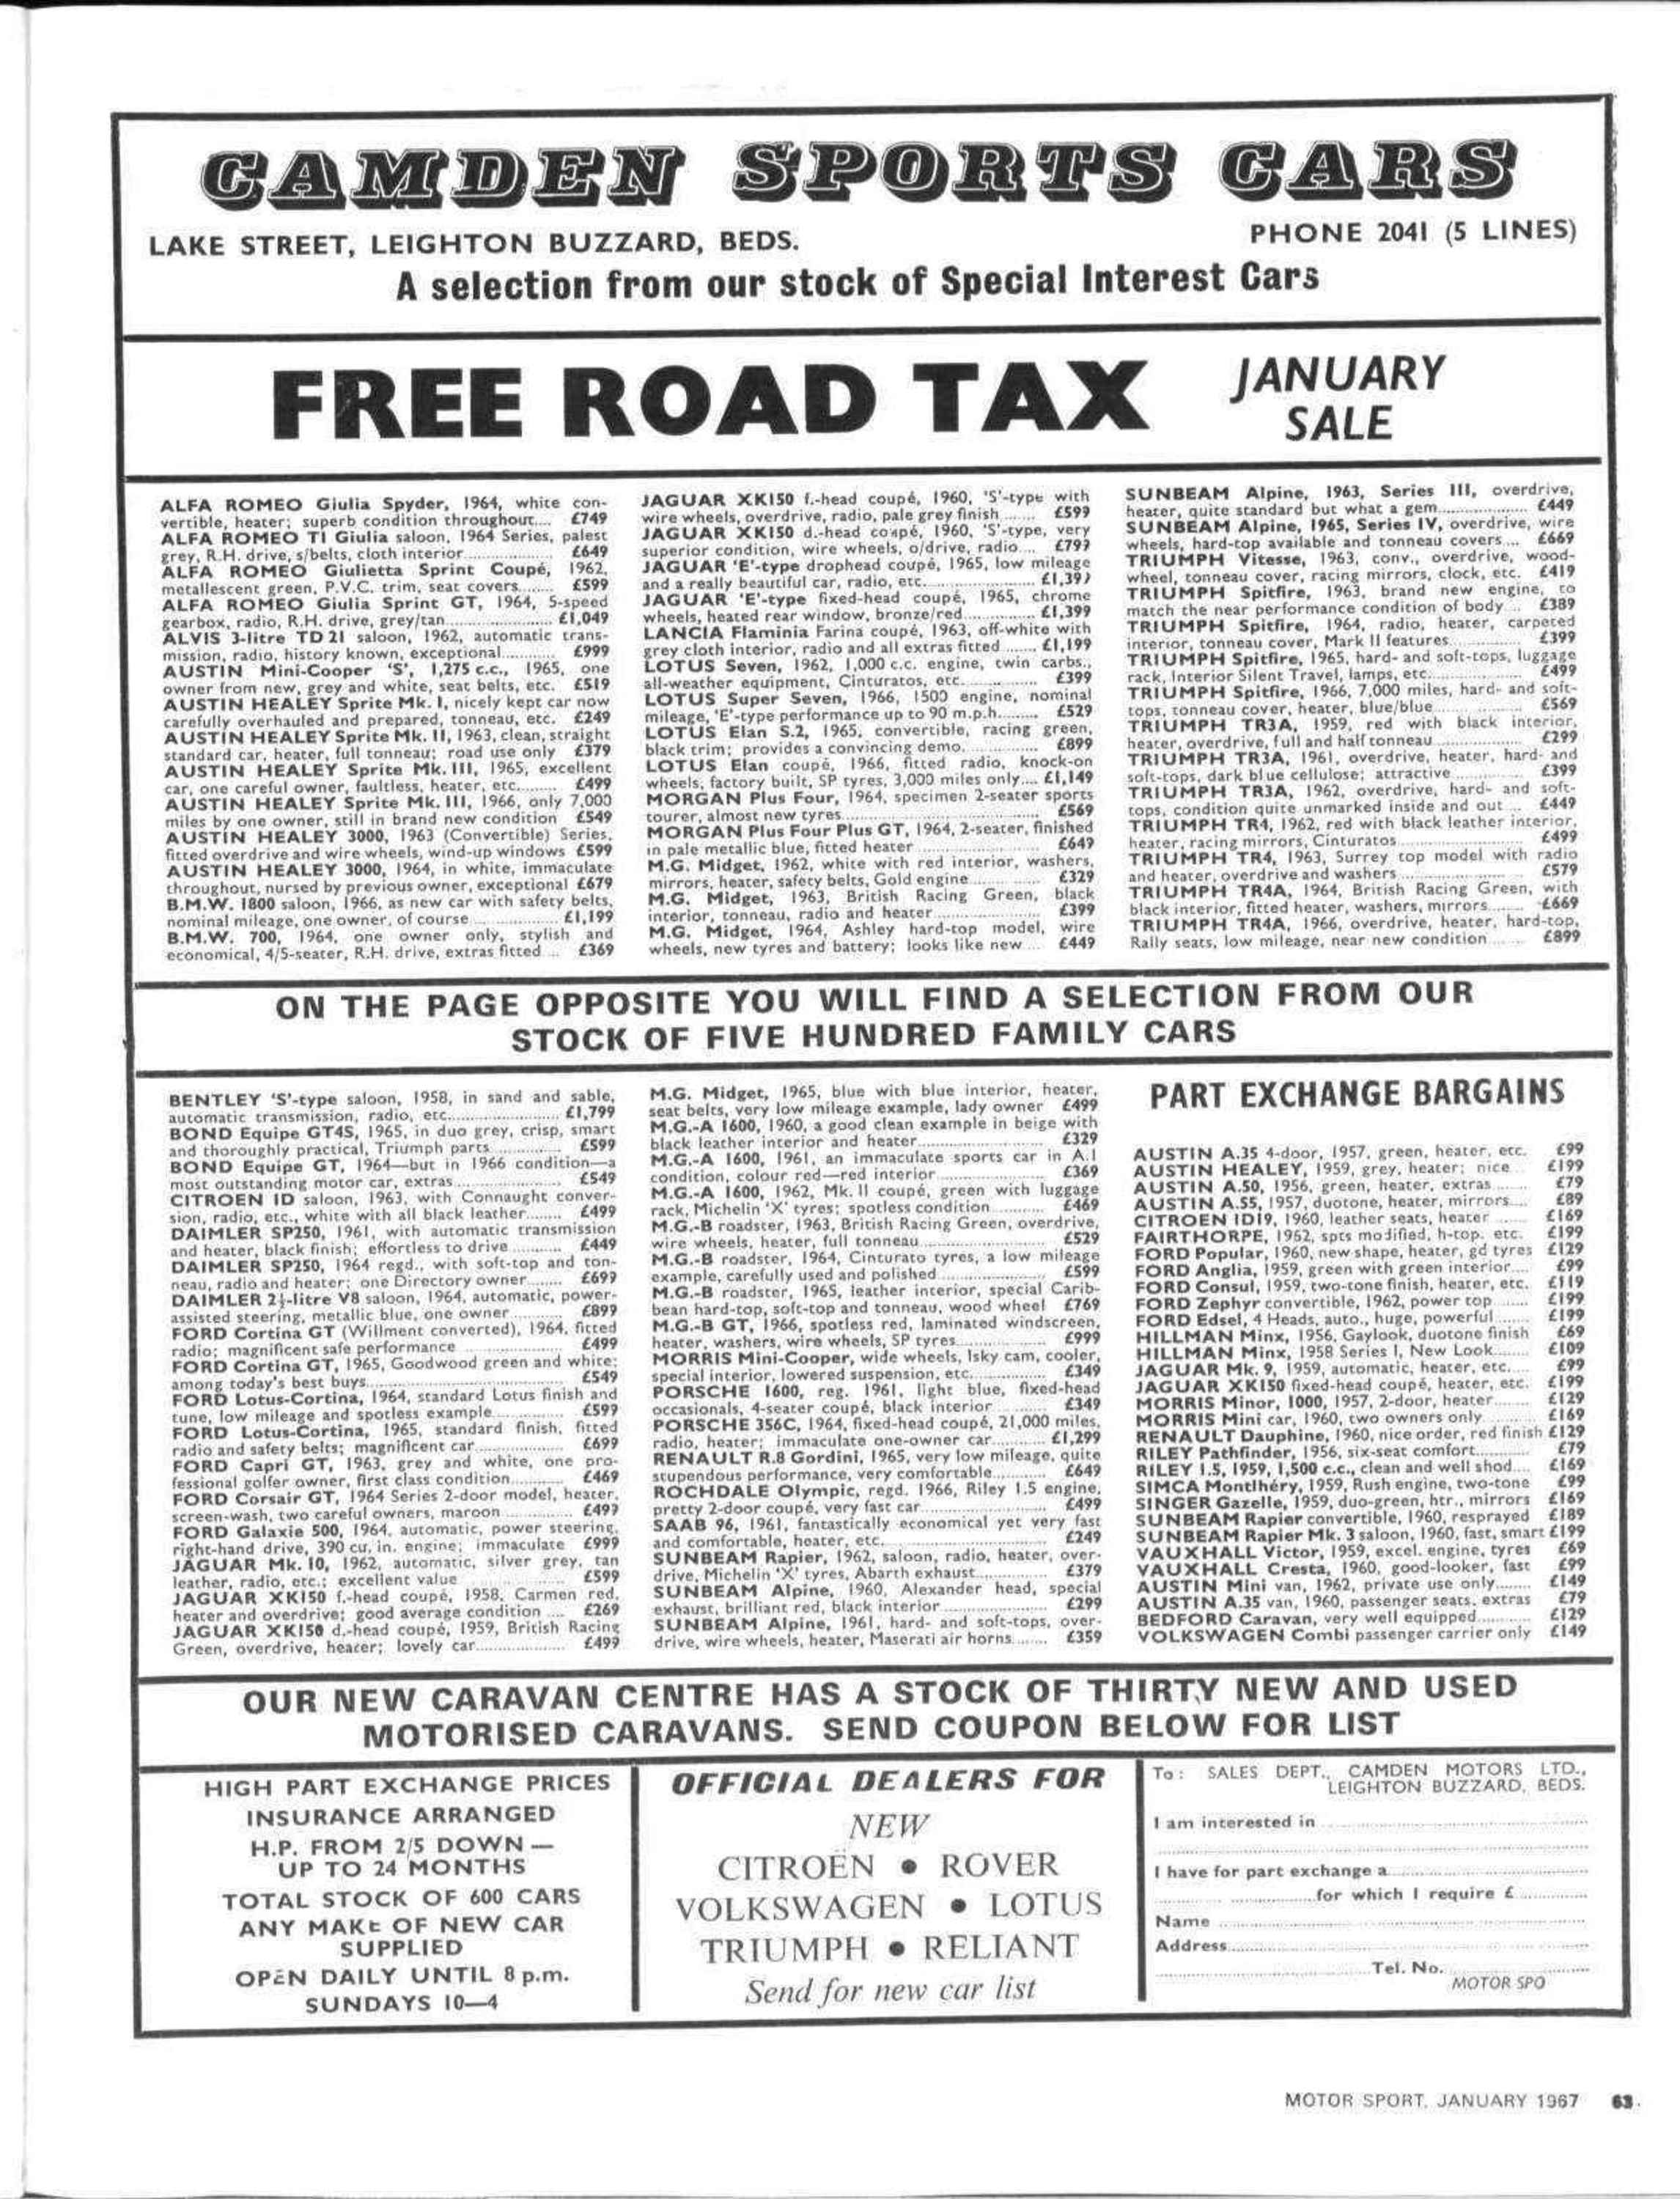 CAMDEN SPORTS CARS
LAKE STREET, LEIGHTON BUZZARD, BEDS.
PHONE 2041 (5 LINES)
A selection from our stock of Special Interest Cars
FREE ROAD TAX
JANUARY
SALE
ALFA ROMEO Giulia Spyder, 1964, white con-
vertible, heater; superb condition throughout.... £749
ALFA ROMEO TI Giulia saloon, 1964 Series, palest
grey, R.H. drive, s/belts, cloth interior.................. £649
ALFA ROMEO Giulietta Sprint Coupé, 1962,
metallescent green, P.V.C. trim, seat covers........ £599
ALFA ROMEO Giulia Sprint GT, 1964, 5-speed
gearbox, radio, R.H. drive, grey/tan...................... £1,049
ALVIS 3-litre TD 21 saloon, 1962, automatic trans-
mission, radio, history known, exceptional........... £999
AUSTIN Mini-Cooper 'S', 1,275 c.c., 1965, one
owner from new, grey and white, seat belts, etc. £519
AUSTIN HEALEY Sprite Mk. I, nicely kept car now
carefully overhauled and prepared, tonneau, etc. £249
AUSTIN HEALEY Sprite Mk. II, 1963, clean, straight
standard car, heater, full tonneau; road use only £379
AUSTIN HEALEY Sprite Mk. III, 1965, excellent
car, one careful owner, faultless, heater, etc......... £499
AUSTIN HEALEY Sprite Mk. III, 1966, only 7,000
miles by one owner, still in brand new condition £549
AUSTIN HEALEY 3000, 1963 (Convertible) Series,
fitted overdrive and wire wheels, wind-up windows £599
AUSTIN HEALEY 3000, 1964, in white, immaculate
throughout, nursed by previous owner, exceptional £679
B.M.W. 1800 saloon, 1966, as new car with safety belts,
nominal mileage, one owner, of course.................. £1,199
B.M.W. 700, 1964, one owner only, stylish and
economical, 4/5-seater, R.H. drive, extras fitted ... £369
JAGUAR XK150 f.-head coupé, 1960, 'S'-type with
wire wheels, overdrive, radio, pale grey finish ....... £599
JAGUAR XK150 d.-head coupé, 1960, 'S'-type, very
superior condition, wire wheels, o/drive, radio.... £799
JAGUAR 'E'-type drophead coupé, 1965, low mileage
and a really beautiful car, radio, etc...................... £1,399
JAGUAR 'E'-type fixed-head coupé, 1965, chrome
wheels, heated rear window, bronze/red............... £1,399
LANCIA Flaminia Farina coupé, 1963, off-white with
grey cloth interior, radio and all extras fitted ....... £1,199
LOTUS Seven, 1962, 1,000 c.c. engine, twin carbs.,
all-weather equipment, Cinturatos, etc................ £399
LOTUS Super Seven, 1966, 1500 engine, nominal
mileage, 'E'-type performance up to 90 m.p.h......... £529
LOTUS Elan S.2, 1965, convertible, racing green,
black trim; provides a convincing demo................ £899
LOTUS Elan coupé, 1966, fitted radio, knock-on
wheels, factory built, SP tyres, 3,000 miles only.... £1,149
MORGAN Plus Four, 1964, specimen 2-seater sports
tourer, almost new tyres........................................ £569
MORGAN Plus Four Plus GT, 1964, 2-seater, finished
in pale metallic blue, fitted heater ........................ £649
M.G. Midget, 1962, white with red interior, washers,
mirrors, heater, safety belts, Gold engine.............. £329
M.G. Midget, 1963, British Racing Green, black
interior, tonneau, radio and heater...................... £399
M.G. Midget, 1964, Ashley hard-top model, wire
wheels, new tyres and battery; looks like new ... £449
SUNBEAM Alpine, 1963, Series III, overdrive,
heater, quite standard but what a gem.................. £449
SUNBEAM Alpine, 1965, Series IV, overdrive, wire
wheels, hard-top available and tonneau covers.... £669
TRIUMPH Vitesse, 1963, conv., overdrive, wood-
wheel, tonneau cover, racing mirrors, clock, etc. £419
TRIUMPH Spitfire, 1963, brand new engine, to
match the near performance condition of body ... £389
TRIUMPH Spitfire, 1964, radio, heater, carpeted
interior, tonneau cover, Mark II features............... £399
TRIUMPH Spitfire, 1965, hard- and soft-tops, luggage
rack, Interior Silent Travel, lamps, etc................... £499
TRIUMPH Spitfire, 1966, 7,000 miles, hard- and soft-
tops, tonneau cover, heater, blue/blue.................. £569
TRIUMPH TR3A, 1959, red with black interior,
heater, overdrive, full and half tonneau.................. £299
TRIUMPH TR3A, 1961, overdrive, heater, hard- and
soft-tops, dark blue cellulose; attractive............... £399
TRIUMPH TR3A, 1962, overdrive, hard- and soft-
tops, condition quite unmarked inside and out ... £449
TRIUMPH TR4, 1962, red with black leather interior,
heater, racing mirrors, Cinturatos......................... £499
TRIUMPH TR4, 1963, Surrey top model with radio
and heater, overdrive and washers........................ £579
TRIUMPH TR4A, 1964, British Racing Green, with
black interior, fitted heater, washers, mirrors........ £669
TRIUMPH TR4A, 1966, overdrive, heater, hard-top,
Rally seats, low mileage, near new condition ....... £899
ON THE PAGE OPPOSITE YOU WILL FIND A SELECTION FROM OUR
STOCK OF FIVE HUNDRED FAMILY CARS
BENTLEY 'S'-type saloon, 1958, in sand and sable,
automatic transmission, radio, etc....................... £1,799
BOND Equipe GT4S, 1965, in duo grey, crisp, smart
and thoroughly practical, Triumph parts.............. £599
BOND Equipe GT, 1964—but in 1966 condition—a
most outstanding motor car, extras...................... £549
CITROEN ID saloon, 1963, with Connaught conver-
sion, radio, etc., white with all black leather........ £499
DAIMLER SP250, 1961, with automatic transmission
and heater, black finish; effortless to drive........... £449
DAIMLER SP250, 1964 regd., with soft-top and ton-
neau, radio and heater; one Directory owner........ £699
DAIMLER 2½-litre V8 saloon, 1964, automatic, power-
assisted steering, metallic blue, one owner........... £899
FORD Cortina GT (Willment converted), 1964, fitted
radio; magnificent safe performance .................... £499
FORD Cortina GT, 1965, Goodwood green and white;
among today's best buys........................................ £549
FORD Lotus-Cortina, 1964, standard Lotus finish and
tune, low mileage and spotless example............... £599
FORD Lotus-Cortina, 1965, standard finish, fitted
radio and safety belts; magnificent car.................. £699
FORD Capri GT, 1963, grey and white, one pro-
fessional golfer owner, first class condition........... £469
FORD Corsair GT, 1964 Series 2-door model, heater,
screen-wash, two careful owners, maroon.............. £499
FORD Galaxie 500, 1964, automatic, power steering,
right-hand drive, 390 cu. in. engine; immaculate £999
JAGUAR Mk. 10, 1962, automatic, silver grey, tan
leather, radio, etc.; excellent value £599
JAGUAR XK150 f.-head coupé, 1958, Carmen red,
heater and overdrive; good average condition .... £269
JAGUAR XK150 d.-head coupé, 1959, British Racing
Green, overdrive, heater; lovely car................... £499
M.G. Midget, 1965, blue with blue interior, heater,
seat belts, very low mileage example, lady owner £499
M.G.-A 1600, 1960, a good clean example in beige with
black leather interior and heater......................... £329
M.G.-A 1600, 1961, an immaculate sports car in A.1
condition, colour red—red interior...................... £369
M.G.-A 1600, 1962, Mk. II coupé, green with luggage
rack, Michelin 'X' tyres; spotless condition........... £469
M.G.-B roadster, 1963, British Racing Green, overdrive,
wire wheels, heater, full tonneau......................... £529
M.G.-B roadster, 1964, Cinturato tyres, a low mileage
example, carefully used and polished..................... £599
M.G.-B roadster, 1965, leather interior, special Carib-
bean hard-top, soft-top and tonneau, wood wheel £769
M.G.-B GT, 1966, spotless red, laminated windscreen,
heater, washers, wire wheels, SP tyres.................. £999
MORRIS Mini-Cooper, wide wheels, Isky cam, cooler,
special interior, lowered suspension, etc............... £349
PORSCHE 1600, reg. 1961, light blue, fixed-head
occasionals, 4-seater coupé, black interior .......... £349
PORSCHE 356C, 1964, fixed-head coupé, 21,000 miles,
radio, heater; immaculate one-owner car........... £1,299
RENAULT R.8 Gordini, 1965, very low mileage, quite
stupendous performance, very comfortable........... £649
ROCHDALE Olympic, regd. 1966, Riley 1.5 engine,
pretty 2-door coupé, very fast car......................... £499
SAAB 96, 1961, fantastically economical yet very fast
and comfortable, heater, etc................................. £249
SUNBEAM Rapier, 1962, saloon, radio, heater, over-
drive, Michelin 'X' tyres, Abarth exhaust.............. £379
SUNBEAM Alpine, 1960, Alexander head, special
exhaust, brilliant red, black interior..................... £299
SUNBEAM Alpine, 1961, hard- and soft-tops, over-
drive, wire wheels, heater, Maserati air horns....... £359
PART EXCHANGE BARGAINS
AUSTIN A.35 4-door, 1957, green, heater, etc. £99
AUSTIN HEALEY, 1959, grey, heater; nice... £199
AUSTIN A.50, 1956, green, heater, extras....... £79
AUSTIN A.55, 1957, duotone, heater, mirrors.... £89
CITROEN ID19, 1960, leather seats, heater ....... £169
FAIRTHORPE, 1962, spts modified, h-top, etc. £199
FORD Popular, 1960, new shape, heater, gd tyres £129
FORD Anglia, 1959, green with green interior.... £99
FORD Consul, 1959, two-tone finish, heater, etc. £119
FORD Zephyr convertible, 1962, power top....... £199
FORD Edsel, 4 Heads, auto., huge, powerful....... £199
HILLMAN Minx, 1956, Gaylook, duotone finish £69
HILLMAN Minx, 1958 Series I, New Look........ £109
JAGUAR Mk. 9, 1959, automatic, heater, etc..... £99
JAGUAR XK150 fixed-head coupé, heater, etc. £199
MORRIS Minor, 1000, 1957, 2-door, heater....... £129
MORRIS Mini car, 1960, two owners only £169
RENAULT Dauphine, 1960, nice order, red finish £129
RILEY Pathfinder, 1956, six-seat comfort........... £79
RILEY 1.5, 1959, 1,500 c.c., clean and well shod.... £169
SIMCA Montlhéry, 1959, Rush engine, two-tone £99
SINGER Gazelle, 1959, duo-green, htr., mirrors £169
SUNBEAM Rapier convertible, 1960, resprayed £189
SUNBEAM Rapier Mk. 3 saloon, 1960, fast, smart £199
VAUXHALL Victor, 1959, excel. engine, tyres £69
VAUXHALL Cresta, 1960, good-looker, fast £99
AUSTIN Mini van, 1962, private use only........ £149
AUSTIN A.35 van, 1960, passenger seats, extras £79
BEDFORD Caravan, very well equipped........... £129
VOLKSWAGEN Combi passenger carrier only £149
OUR NEW CARAVAN CENTRE HAS A STOCK OF THIRTY NEW AND USED
MOTORISED CARAVANS. SEND COUPON BELOW FOR LIST
HIGH PART EXCHANGE PRICES
INSURANCE ARRANGED
H.P. FROM 2/5 DOWN —
UP TO 24 MONTHS
TOTAL STOCK OF 600 CARS
ANY MAKE OF NEW CAR
SUPPLIED
OPEN DAILY UNTIL 8 p.m.
SUNDAYS 10—4
OFFICIAL DEALERS FOR
NEW
CITROËN • ROVER
VOLKSWAGEN • LOTUS
TRIUMPH • RELIANT
Send for new car list
To: SALES DEPT., CAMDEN MOTORS LTD.,
LEIGHTON BUZZARD, BEDS.
I am interested in
I have for part exchange a
for which I require £
Name
Address
Tel. No.
MOTOR SPO
MOTOR SPORT, JANUARY 1967 63